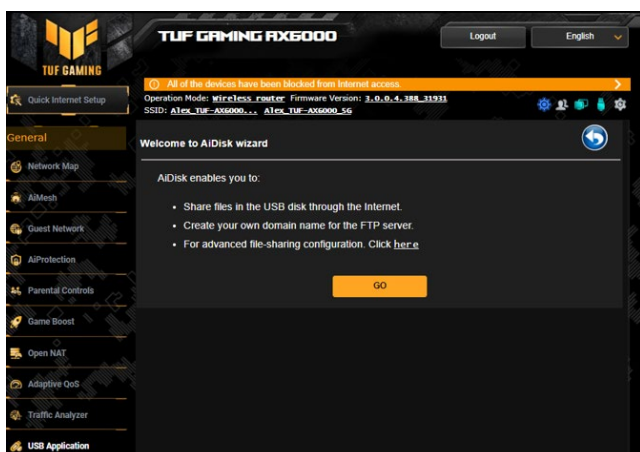 TUF GAMING AX6000
Logout
English
TUF GAMING
All of the devices have been blocked from Internet access.
Quick Internet Setup
Operation Mode: Wireless router Firmware Version: 3.0.0.4.388_31931
SSID: Alex_TUF-AX6000... Alex_TUF-AX6000_5G
General
Welcome to AiDisk wizard
Network Map
AiDisk enables you to:
AiMesh
Share files in the USB disk through the Internet.
Create your own domain name for the FTP server.
Guest Network
For advanced file-sharing configuration. Click here
AiProtection
GO
Parental Controls
Game Boost
Open NAT
Adaptive QoS
Traffic Analyzer
USB Application